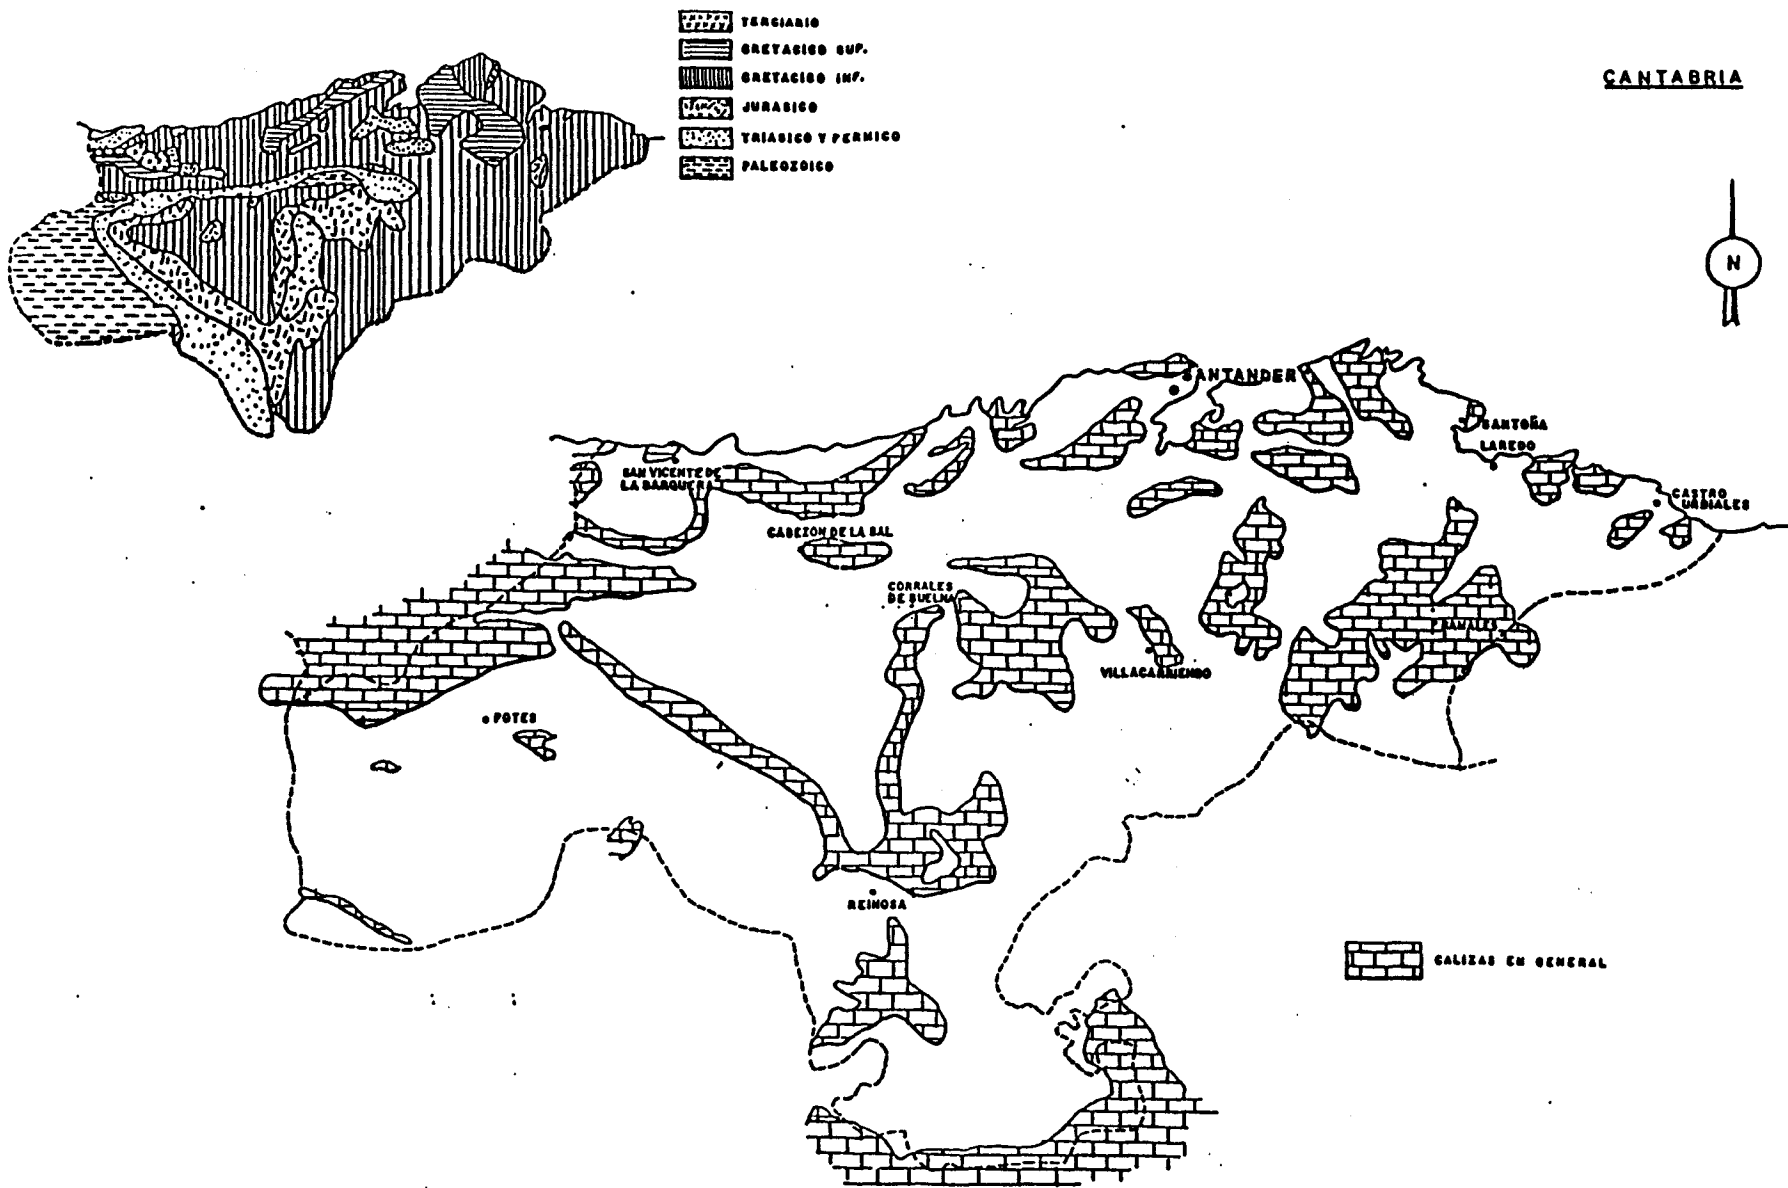 TERCIARIO
CRETACICO SUP.
CRETACICO INF.
JURASICO
TRIASICO Y PERMICO
PALEOZOICO
CANTABRIA
N
SANTANDER
SANTOÑA
LAREDO
SAN VICENTE DE
LA BARQUERA
CASTRO
URDIALES
CABEZON DE LA SAL
CORRALES
DE BUELNA
RAMALES
VILLACARRIEDO
POTES
REINOSA
CALIZAS EN GENERAL